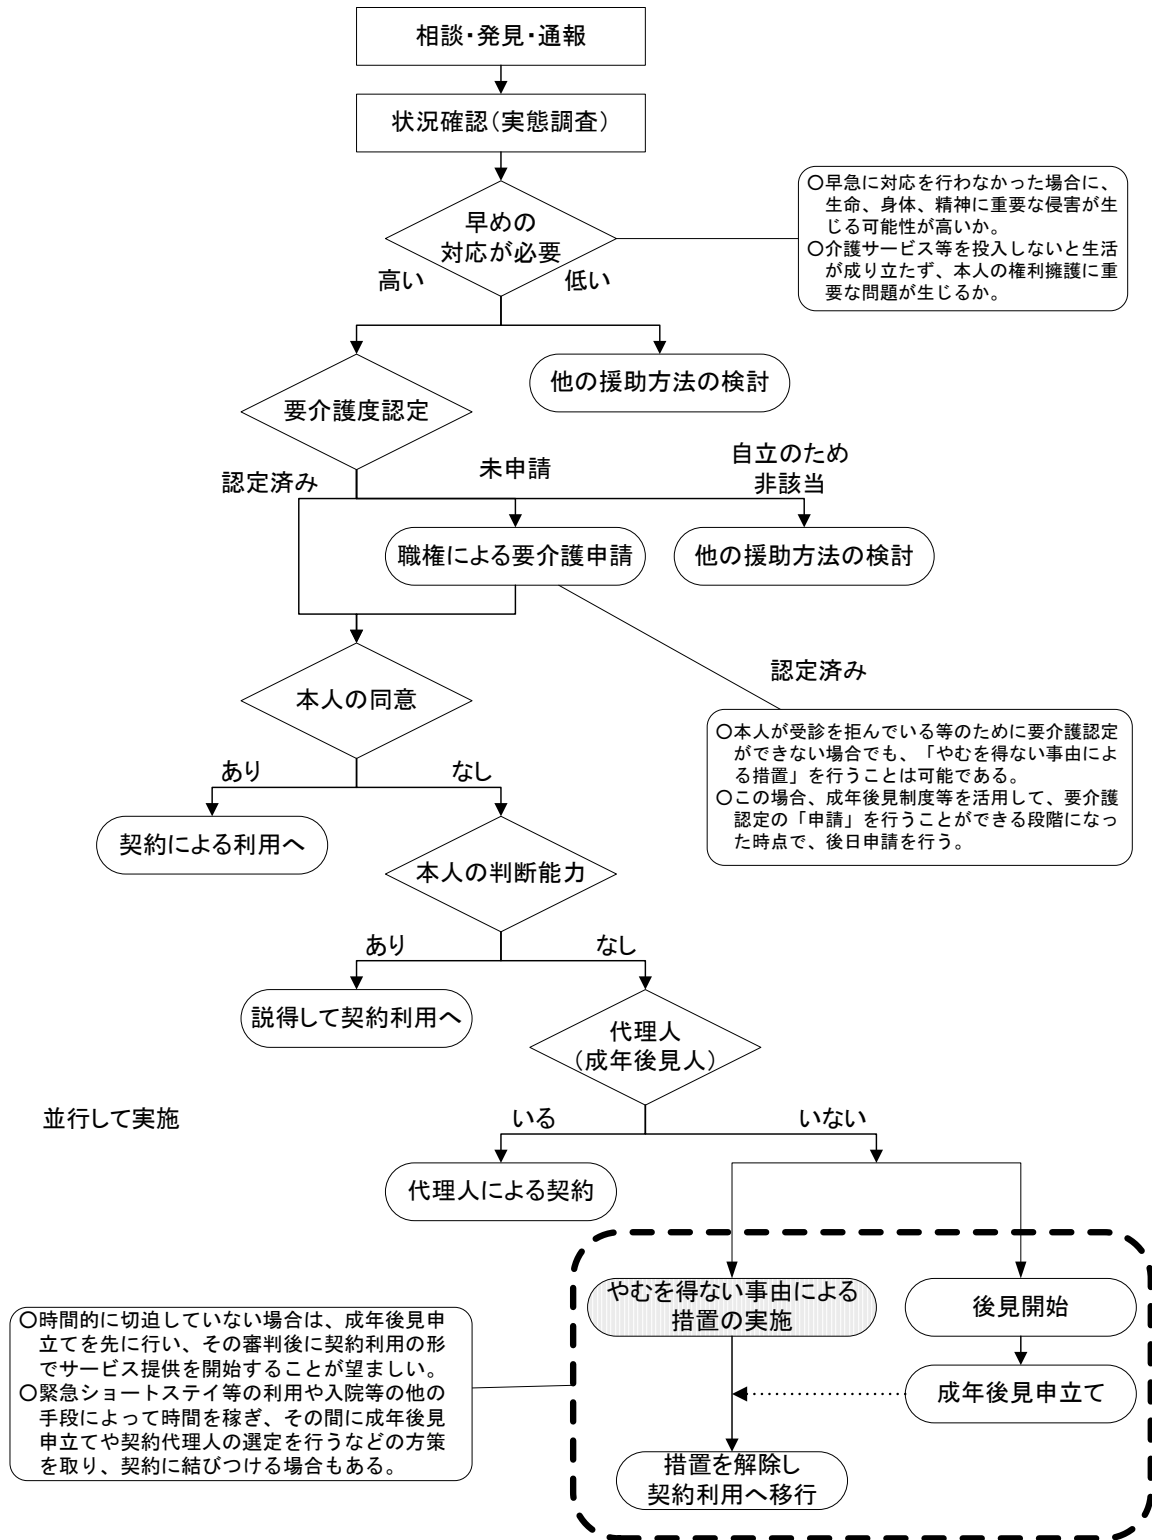 相談・発見・通報
状況確認（実態調査）
早めの
対応が必要
高い
低い
○早急に対応を行わなかった場合に、
生命、身体、精神に重要な侵害が生
じる可能性が高いか。
○介護サービス等を投入しないと生活
が成り立たず、本人の権利擁護に重
要な問題が生じるか。
他の援助方法の検討
要介護度認定
認定済み
未申請
自立のため
非該当
職権による要介護申請
他の援助方法の検討
本人の同意
認定済み
○本人が受診を拒んでいる等のために要介護認定
ができない場合でも、「やむを得ない事由によ
る措置」を行うことは可能である。
○この場合、成年後見制度等を活用して、要介護
認定の「申請」を行うことができる段階になっ
た時点で、後日申請を行う。
あり
なし
契約による利用へ
本人の判断能力
あり
なし
説得して契約利用へ
代理人
（成年後見人）
並行して実施
いる
いない
代理人による契約
やむを得ない事由による
措置の実施
後見開始
○時間的に切迫していない場合は、成年後見申
立てを先に行い、その審判後に契約利用の形
でサービス提供を開始することが望ましい。
○緊急ショートステイ等の利用や入院等の他の
手段によって時間を稼ぎ、その間に成年後見
申立てや契約代理人の選定を行うなどの方策
を取り、契約に結びつける場合もある。
成年後見申立て
措置を解除し
契約利用へ移行